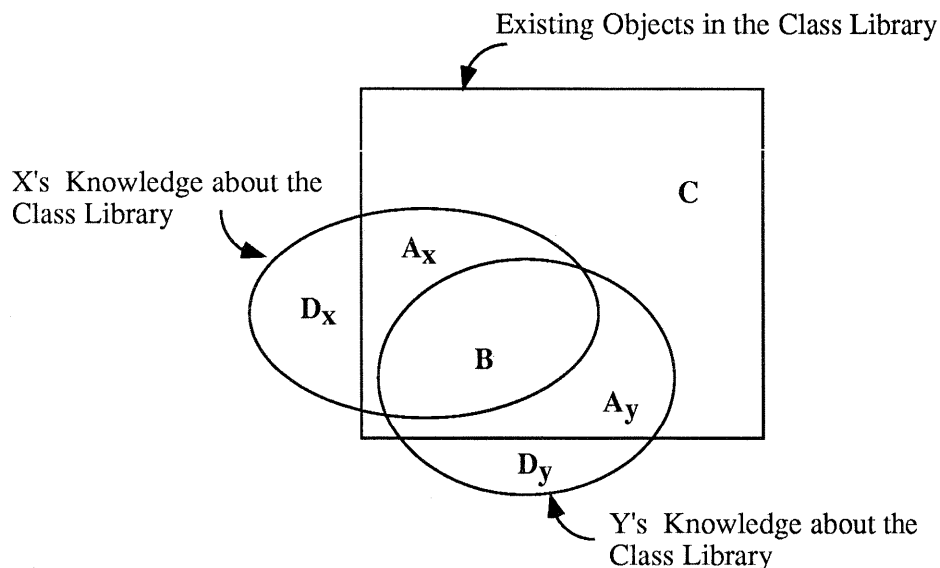 Existing Objects in the Class Library
C
X's Knowledge about the
Class Library
Ax
Dx
B
Ay
Dy
Y's Knowledge about the
Class Library